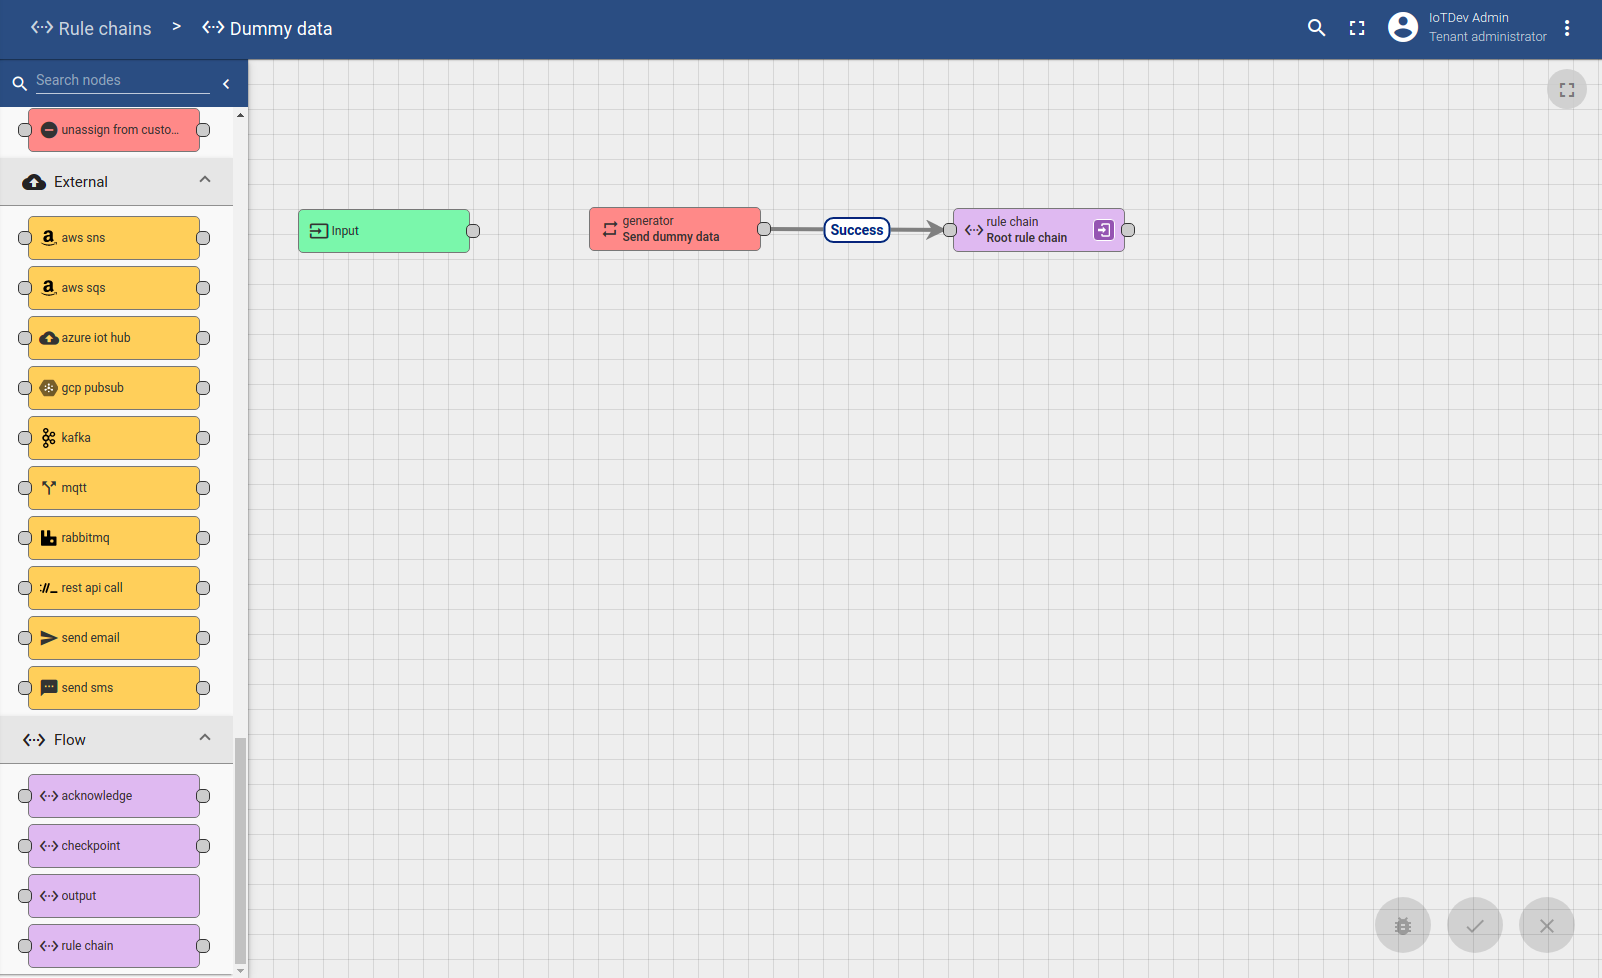 Rule chains > Dummy data
IoTDev Admin
Tenant administrator
Search nodes
unassign from custo...
External
aws sns
aws sqs
azure iot hub
gcp pubsub
kafka
mqtt
rabbitmq
rest api call
send email
send sms
Flow
acknowledge
checkpoint
output
rule chain
Input
generator
Send dummy data
Success
rule chain
Root rule chain